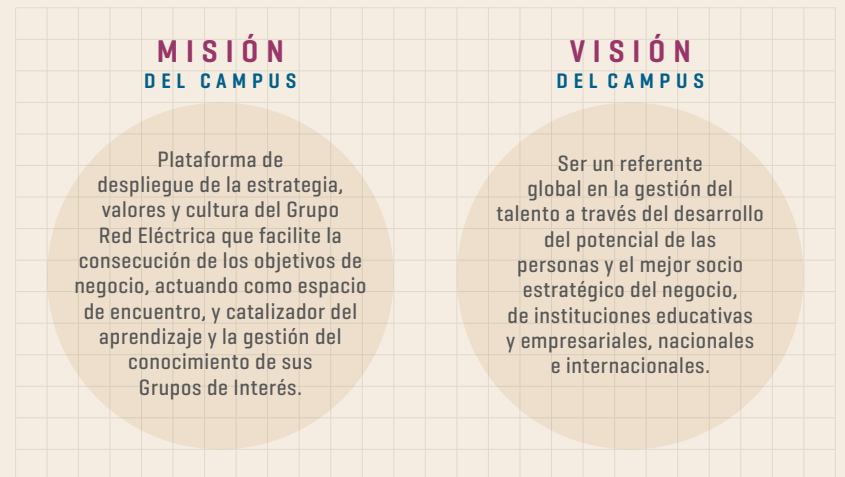 MISIÓN
DEL CAMPUS
Plataforma de
despliegue de la estrategia,
valores y cultura del Grupo
Red Eléctrica que facilite la
consecución de los objetivos de
negocio, actuando como espacio
de encuentro, y catalizador del
aprendizaje y la gestión del
conocimiento de sus
Grupos de Interés.
VISIÓN
DEL CAMPUS
Ser un referente
global en la gestión del
talento a través del desarrollo
del potencial de las
personas y el mejor socio
estratégico del negocio,
de instituciones educativas
y empresariales, nacionales
e internacionales.